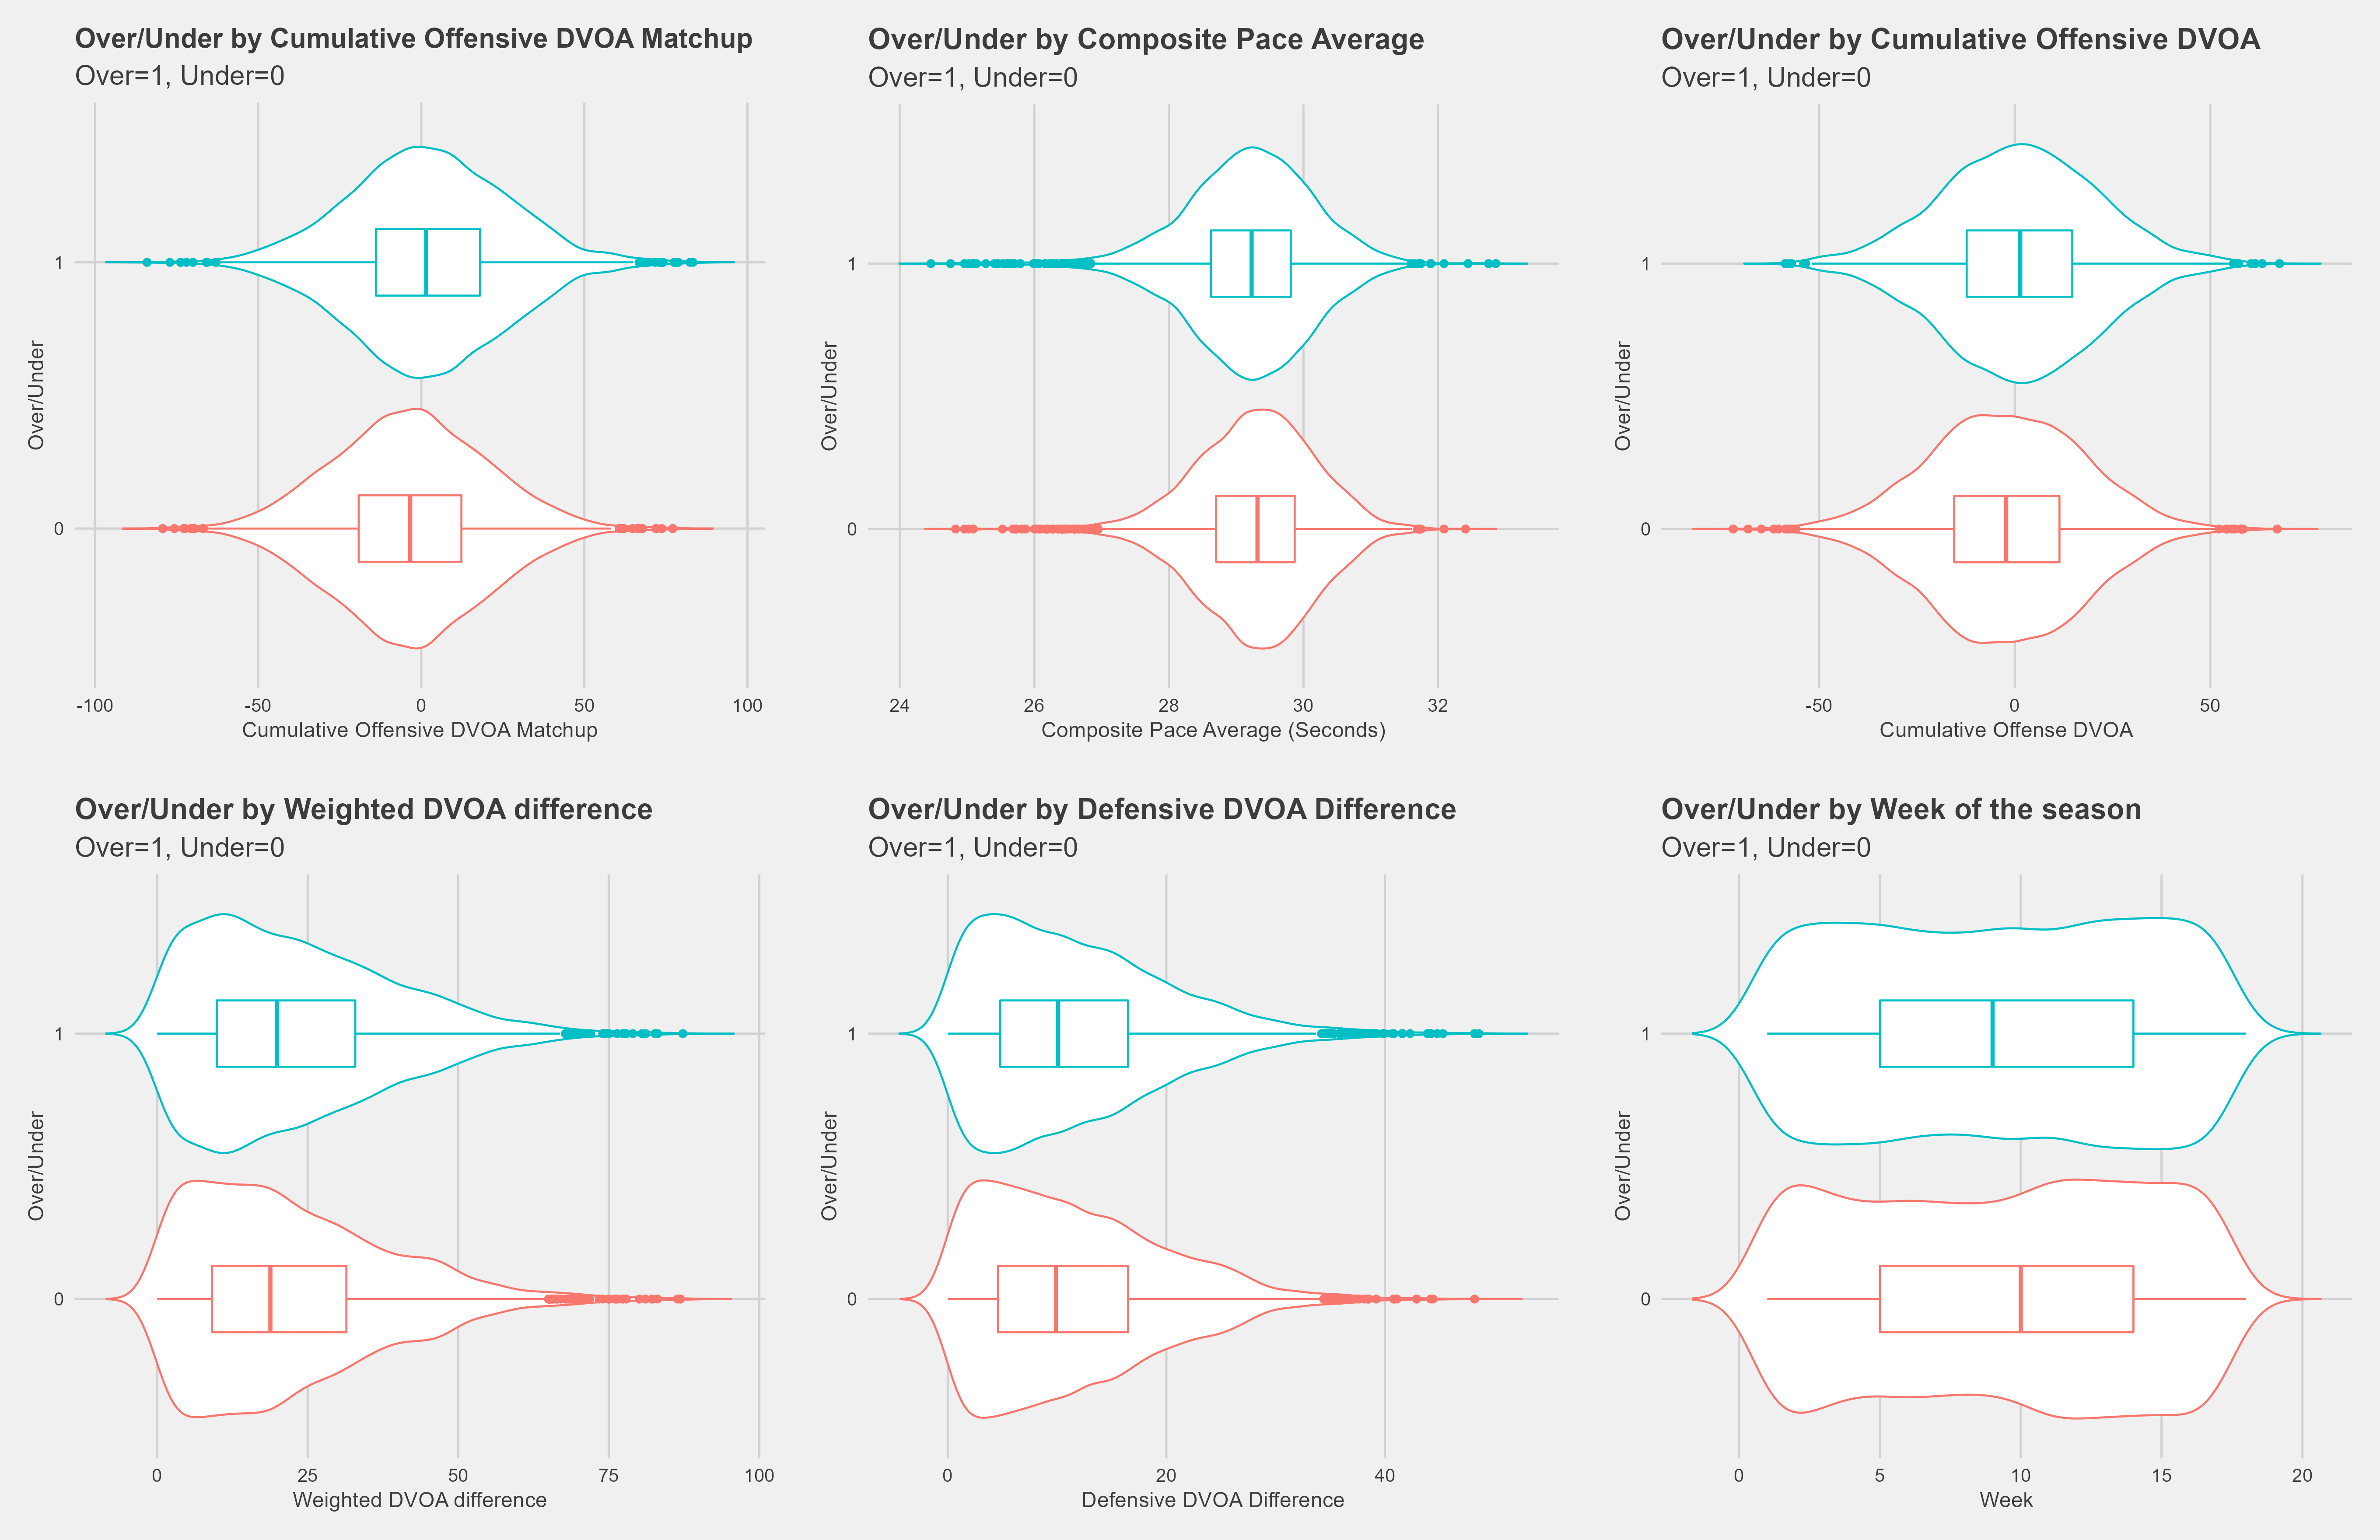 Over/Under by Cumulative Offensive DVOA Matchup
Over=1, Under=0
Over/Under
1
0
-100 -50 0 50 100
Cumulative Offensive DVOA Matchup
Over/Under by Composite Pace Average
Over=1, Under=0
Over/Under
1
0
24 26 28 30 32
Composite Pace Average (Seconds)
Over/Under by Cumulative Offensive DVOA
Over=1, Under=0
Over/Under
1
0
-50 0 50
Cumulative Offense DVOA
Over/Under by Weighted DVOA difference
Over=1, Under=0
Over/Under
1
0
0 25 50 75 100
Weighted DVOA difference
Over/Under by Defensive DVOA Difference
Over=1, Under=0
Over/Under
1
0
0 20 40
Defensive DVOA Difference
Over/Under by Week of the season
Over=1, Under=0
Over/Under
1
0
0 5 10 15 20
Week